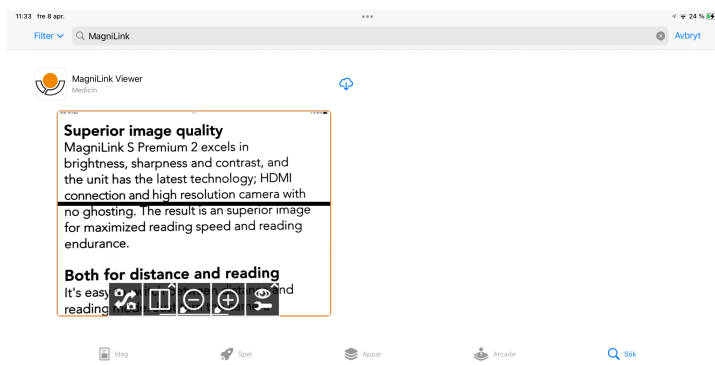 11:33 fre 8 apr.
24 %
Filter
MagniLink
Avbryt
MagniLink Viewer
Medicin
Superior image quality
MagniLink S Premium 2 excels in
brightness, sharpness and contrast, and
the unit has the latest technology; HDMI
connection and high resolution camera with
no ghosting. The result is an superior image
for maximized reading speed and reading
endurance.
Both for distance and reading
It's easy and
reading
Idag
Spel
Appar
Arcade
Sök